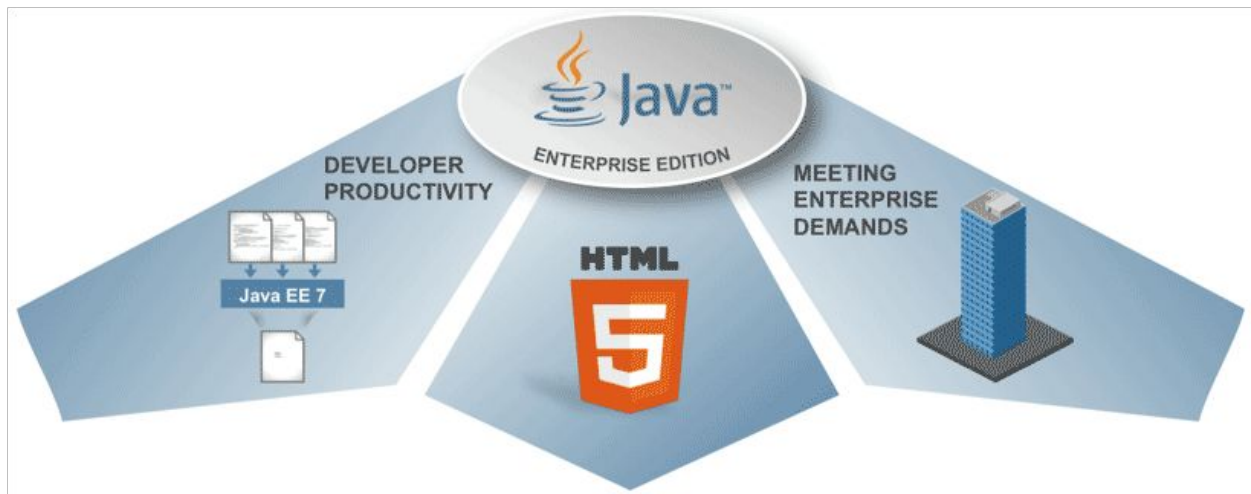 Java™
ENTERPRISE EDITION
DEVELOPER
PRODUCTIVITY
Java EE 7
HTML
5
MEETING
ENTERPRISE
DEMANDS